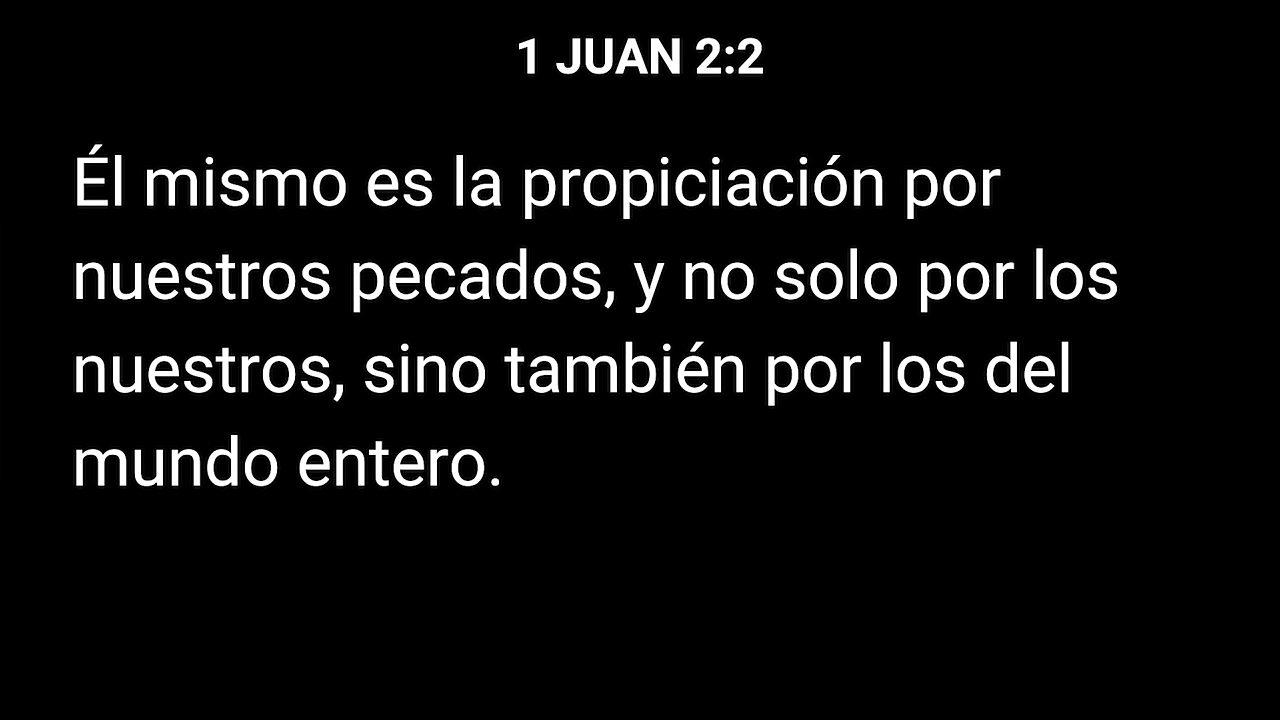 1 JUAN 2:2
Él mismo es la propiciación por
nuestros pecados, y no solo por los
nuestros, sino también por los del
mundo entero.